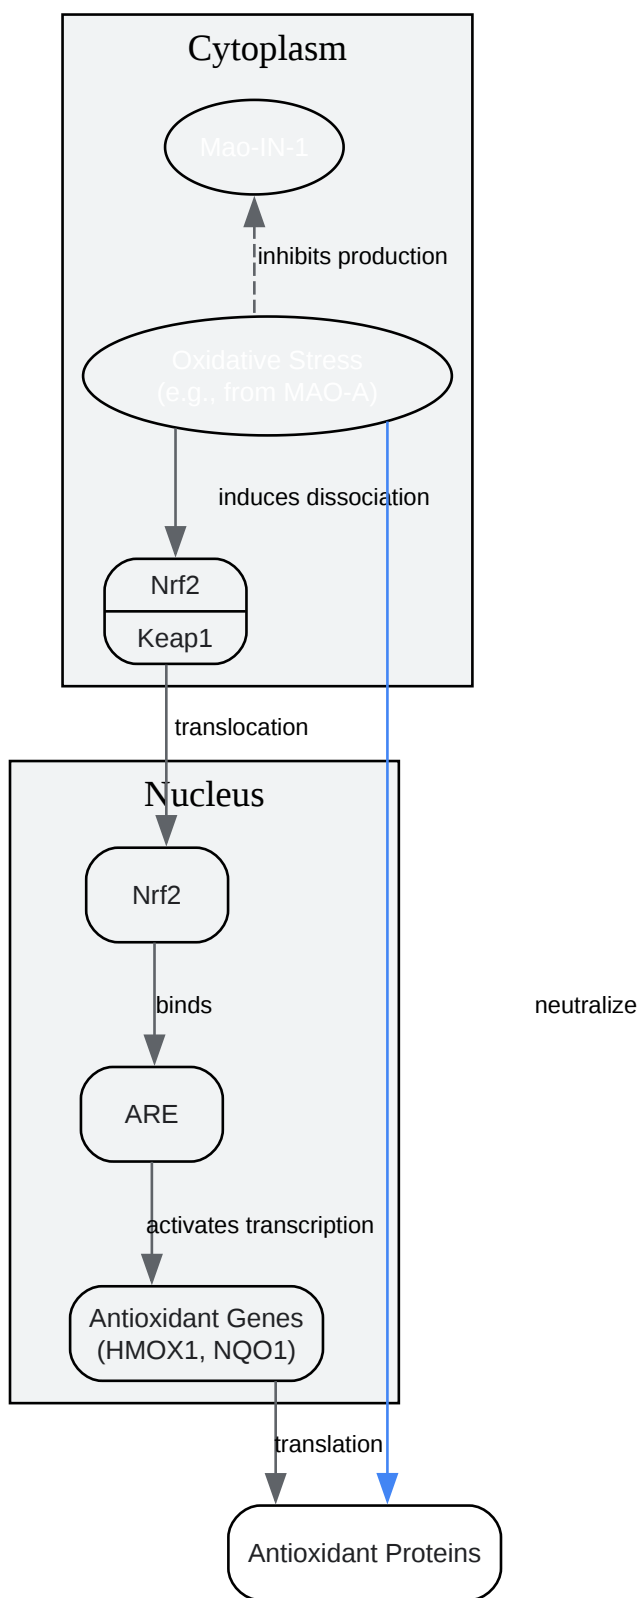 Cytoplasm
Mao-IN-1
inhibits production
Oxidative Stress
(e.g., from MAO-A)
induces dissociation
Nrf2
Keap1
translocation
Nucleus
Nrf2
binds
neutralize
ARE
activates transcription
Antioxidant Genes
(HMOX1, NQO1)
translation
Antioxidant Proteins